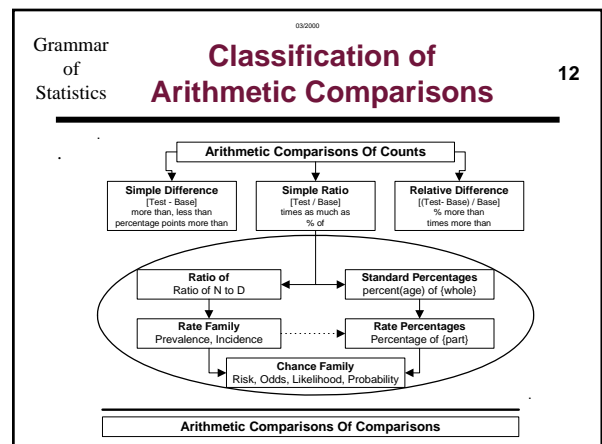 03/2000
Grammar
of
Statistics
Classification of
Arithmetic Comparisons
12
Arithmetic Comparisons Of Counts
Simple Difference
[Test - Base]
more than, less than
percentage points more than
Simple Ratio
[Test / Base]
times as much as
% of
Relative Difference
[(Test- Base) / Base]
% more than
times more than
Ratio of
Ratio of N to D
Standard Percentages
percent(age) of {whole}
Rate Family
Prevalence, Incidence
Rate Percentages
Percentage of {part}
Chance Family
Risk, Odds, Likelihood, Probability
Arithmetic Comparisons Of Comparisons